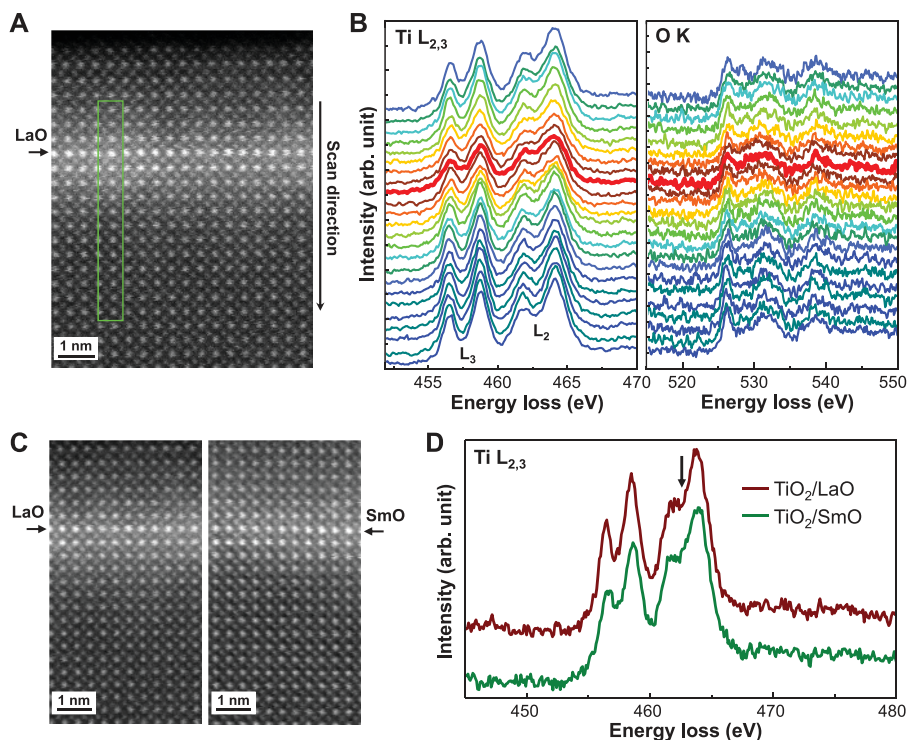 A
LaO
Scan direction
1 nm
B
Ti L2,3
O K
Intensity (arb. unit)
L3
L2
455 460 465 470
520 530 540 550
Energy loss (eV)
Energy loss (eV)
C
LaO
SmO
1 nm
1 nm
D
Ti L2,3
TiO2/LaO
TiO2/SmO
Intensity (arb. unit)
450 460 470 480
Energy loss (eV)